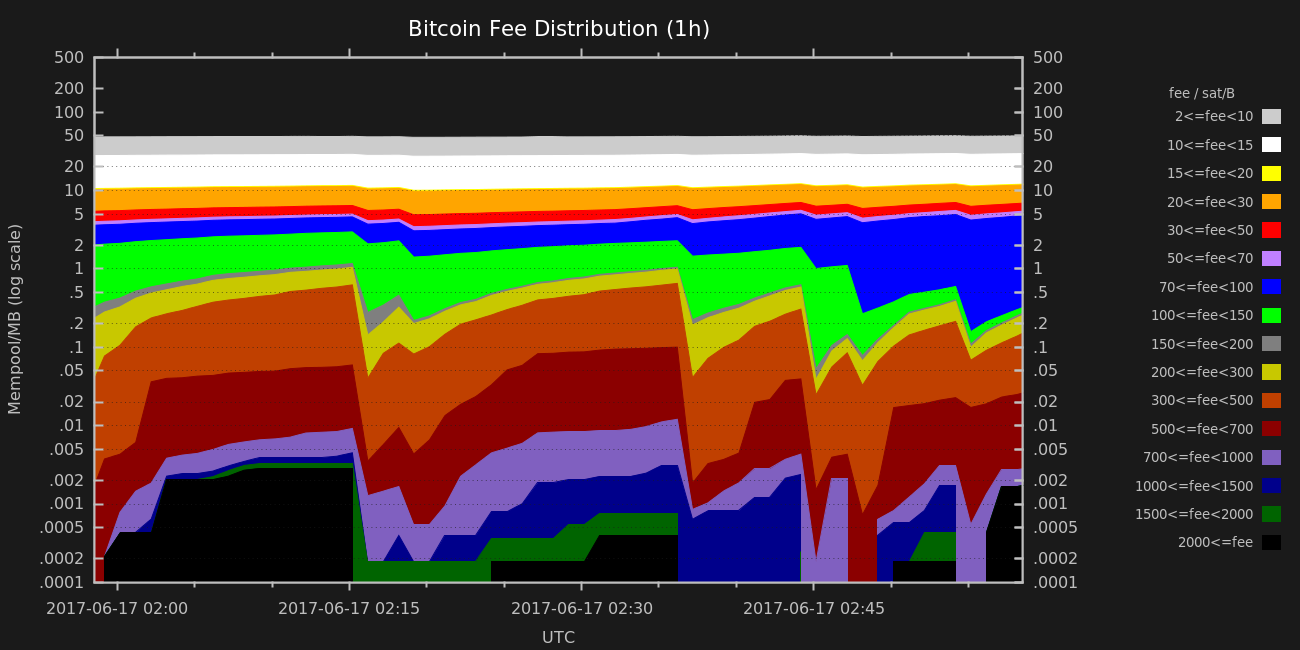 Bitcoin Fee Distribution (1h)
Mempool/MB (log scale)
500
200
100
50
20
10
5
2
1
.5
.2
.1
.05
.02
.01
.005
.002
.001
.0005
.0002
.0001
500
200
100
50
20
10
5
2
1
.5
.2
.1
.05
.02
.01
.005
.002
.001
.0005
.0002
.0001
2017-06-17 02:00
2017-06-17 02:15
2017-06-17 02:30
2017-06-17 02:45
UTC
fee / sat/B
2<=fee<10
10<=fee<15
15<=fee<20
20<=fee<30
30<=fee<50
50<=fee<70
70<=fee<100
100<=fee<150
150<=fee<200
200<=fee<300
300<=fee<500
500<=fee<700
700<=fee<1000
1000<=fee<1500
1500<=fee<2000
2000<=fee